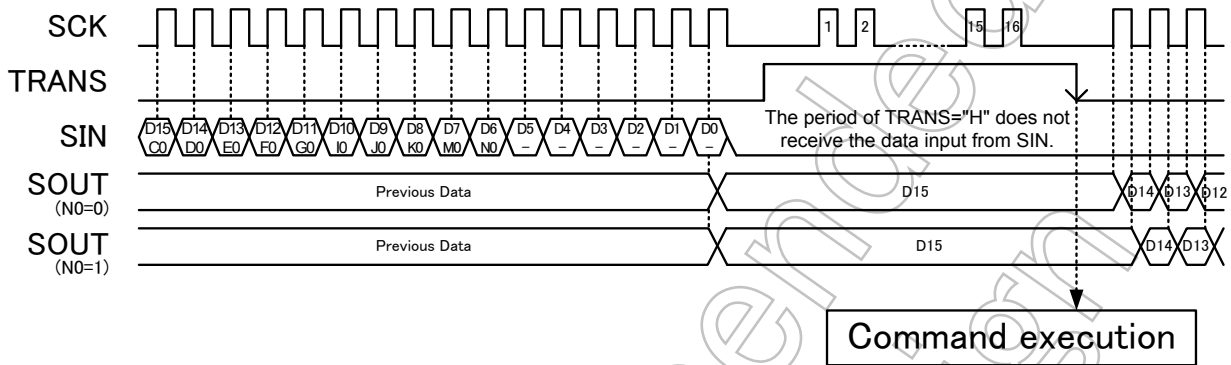 SCK
1 2 15 16
TRANS
The period of TRANS="H" does not
receive the data input from SIN.
SIN
D15 D14 D13 D12 D11 D10 D9 D8 D7 D6 D5 D4 D3 D2 D1 D0
C0 D0 E0 F0 G0 I0 J0 K0 M0 N0 - - - - - -
SOUT
(N0=0)
Previous Data D15 D14 D13 D12
SOUT
(N0=1)
Previous Data D15 D14 D13
Command execution